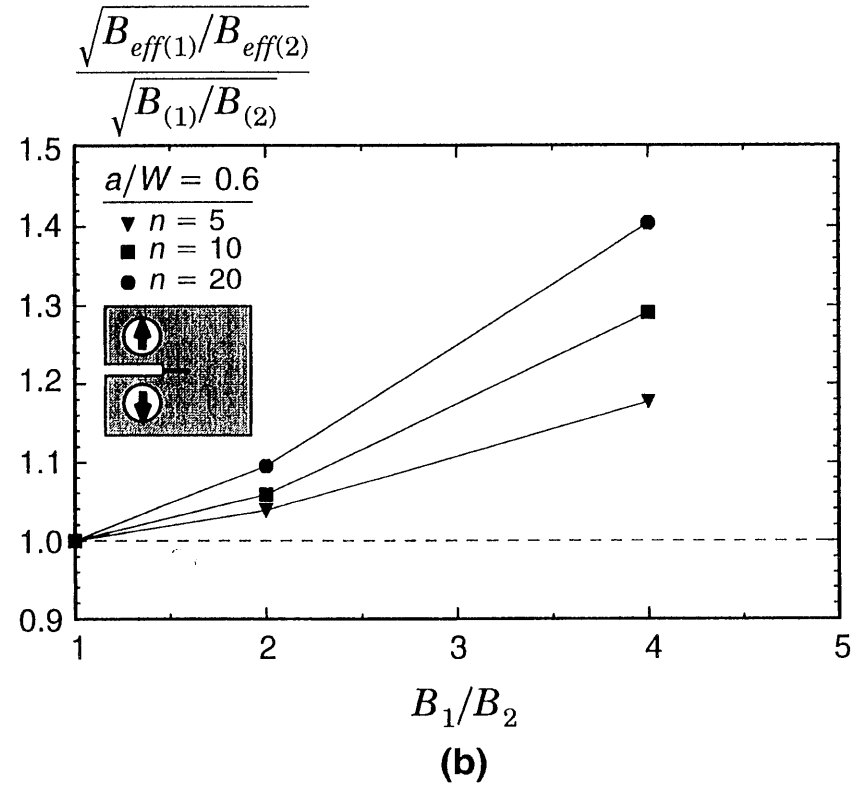 √B_eff(1)/B_eff(2)
√B_(1)/B_(2)
1.5
1.4
1.3
1.2
1.1
1.0
0.9
a/W = 0.6
▼ n = 5
■ n = 10
● n = 20
1 2 3 4 5
B_1/B_2
(b)